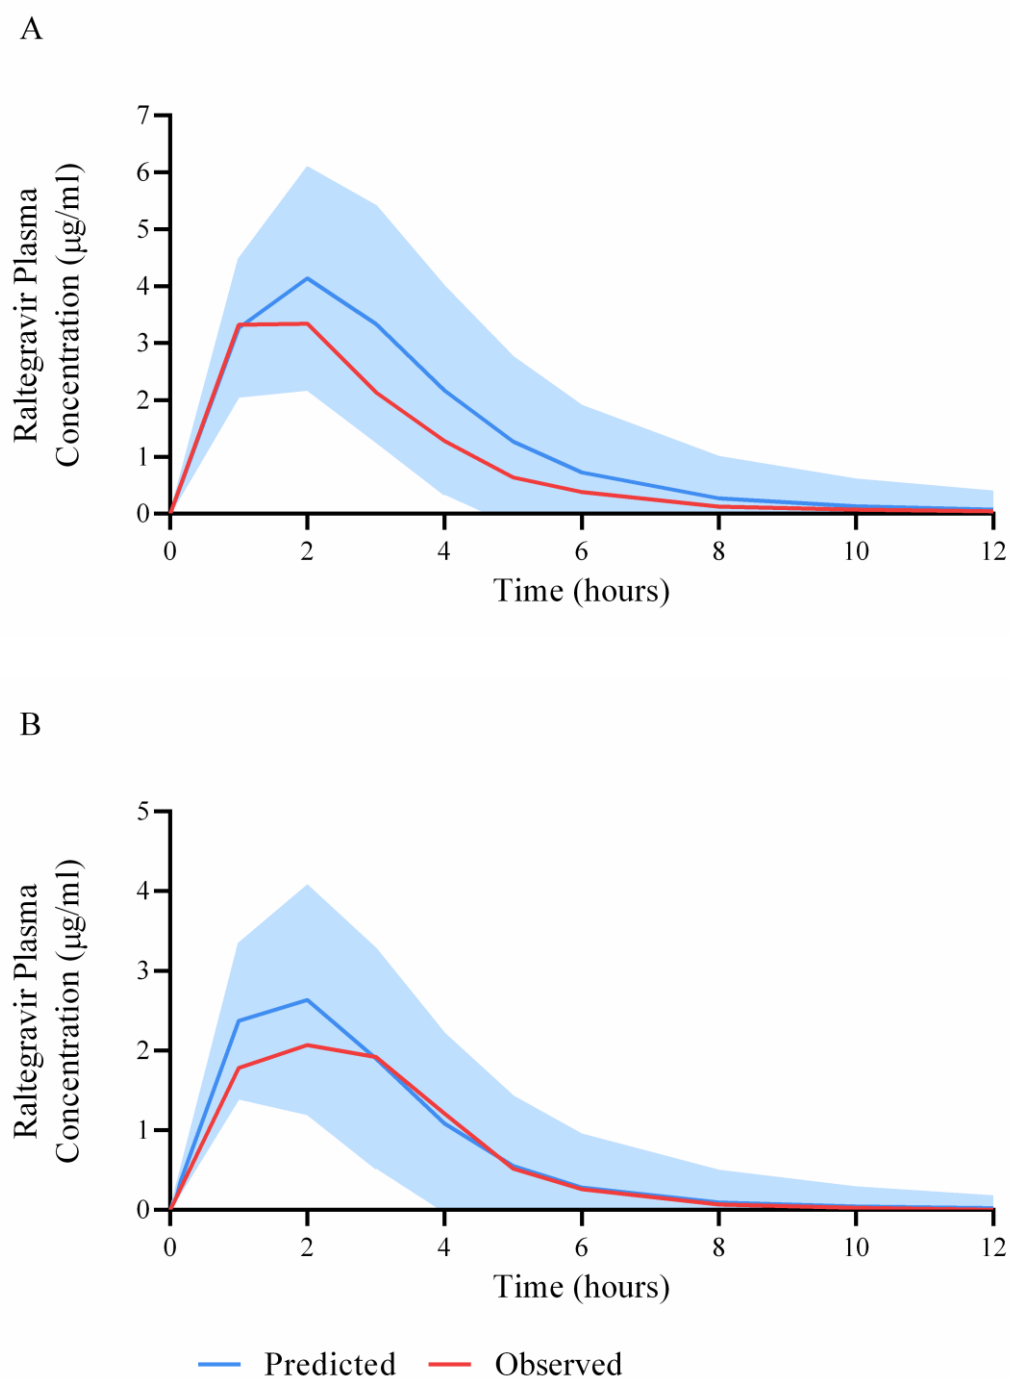 A
7
6
5
4
3
2
1
0
Raltegravir Plasma
Concentration (μg/ml)
0 2 4 6 8 10 12
Time (hours)
B
5
4
3
2
1
0
Raltegravir Plasma
Concentration (μg/ml)
0 2 4 6 8 10 12
Time (hours)
Predicted Observed